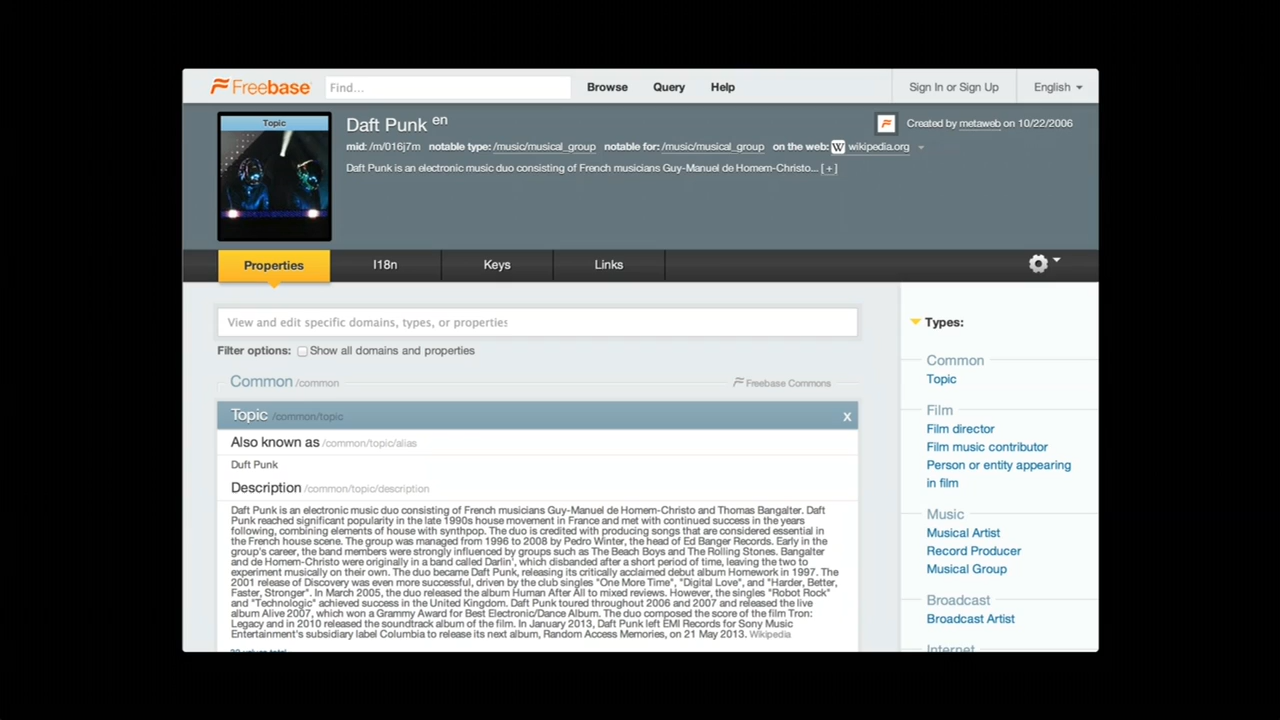 Freebase Find... Browse Query Help Sign In or Sign Up English
Topic
Daft Punk en
Created by metaweb on 10/22/2006
mid: /m/016j7m notable type: /music/musical_group notable for: /music/musical_group on the web: W wikipedia.org
Daft Punk is an electronic music duo consisting of French musicians Guy-Manuel de Homem-Christo... [+]
Properties I18n Keys Links
View and edit specific domains, types, or properties
Filter options: Show all domains and properties
Common /common Freebase Commons
Topic /common/topic X
Also known as /common/topic/alias
Duft Punk
Description /common/topic/description
Daft Punk is an electronic music duo consisting of French musicians Guy-Manuel de Homem-Christo and Thomas Bangalter. Daft
Punk reached significant popularity in the late 1990s house movement in France and met with continued success in the years
following, combining elements of house with synthpop. The duo is credited with producing songs that are considered essential in
the French house scene. The group was managed from 1996 to 2008 by Pedro Winter, the head of Ed Banger Records. Early in the
group's career, the band members were strongly influenced by groups such as The Beach Boys and The Rolling Stones. Bangalter
and de Homem-Christo were originally in a band called Darlin', which disbanded after a short period of time, leaving the two to
experiment musically on their own. The duo became Daft Punk, releasing its critically acclaimed debut album Homework in 1997. The
2001 release of Discovery was even more successful, driven by the club singles "One More Time", "Digital Love", and "Harder, Better,
Faster, Stronger". In March 2005, the duo released the album Human After All to mixed reviews. However, the singles "Robot Rock"
and "Technologic" achieved success in the United Kingdom. Daft Punk toured throughout 2006 and 2007 and released the live
album Alive 2007, which won a Grammy Award for Best Electronic/Dance Album. The duo composed the score of the film Tron:
Legacy and in 2010 released the soundtrack album of the film. In January 2013, Daft Punk left EMI Records for Sony Music
Entertainment's subsidiary label Columbia to release its next album, Random Access Memories, on 21 May 2013. Wikipedia
Types:
Common
Topic
Film
Film director
Film music contributor
Person or entity appearing
in film
Music
Musical Artist
Record Producer
Musical Group
Broadcast
Broadcast Artist
Internet